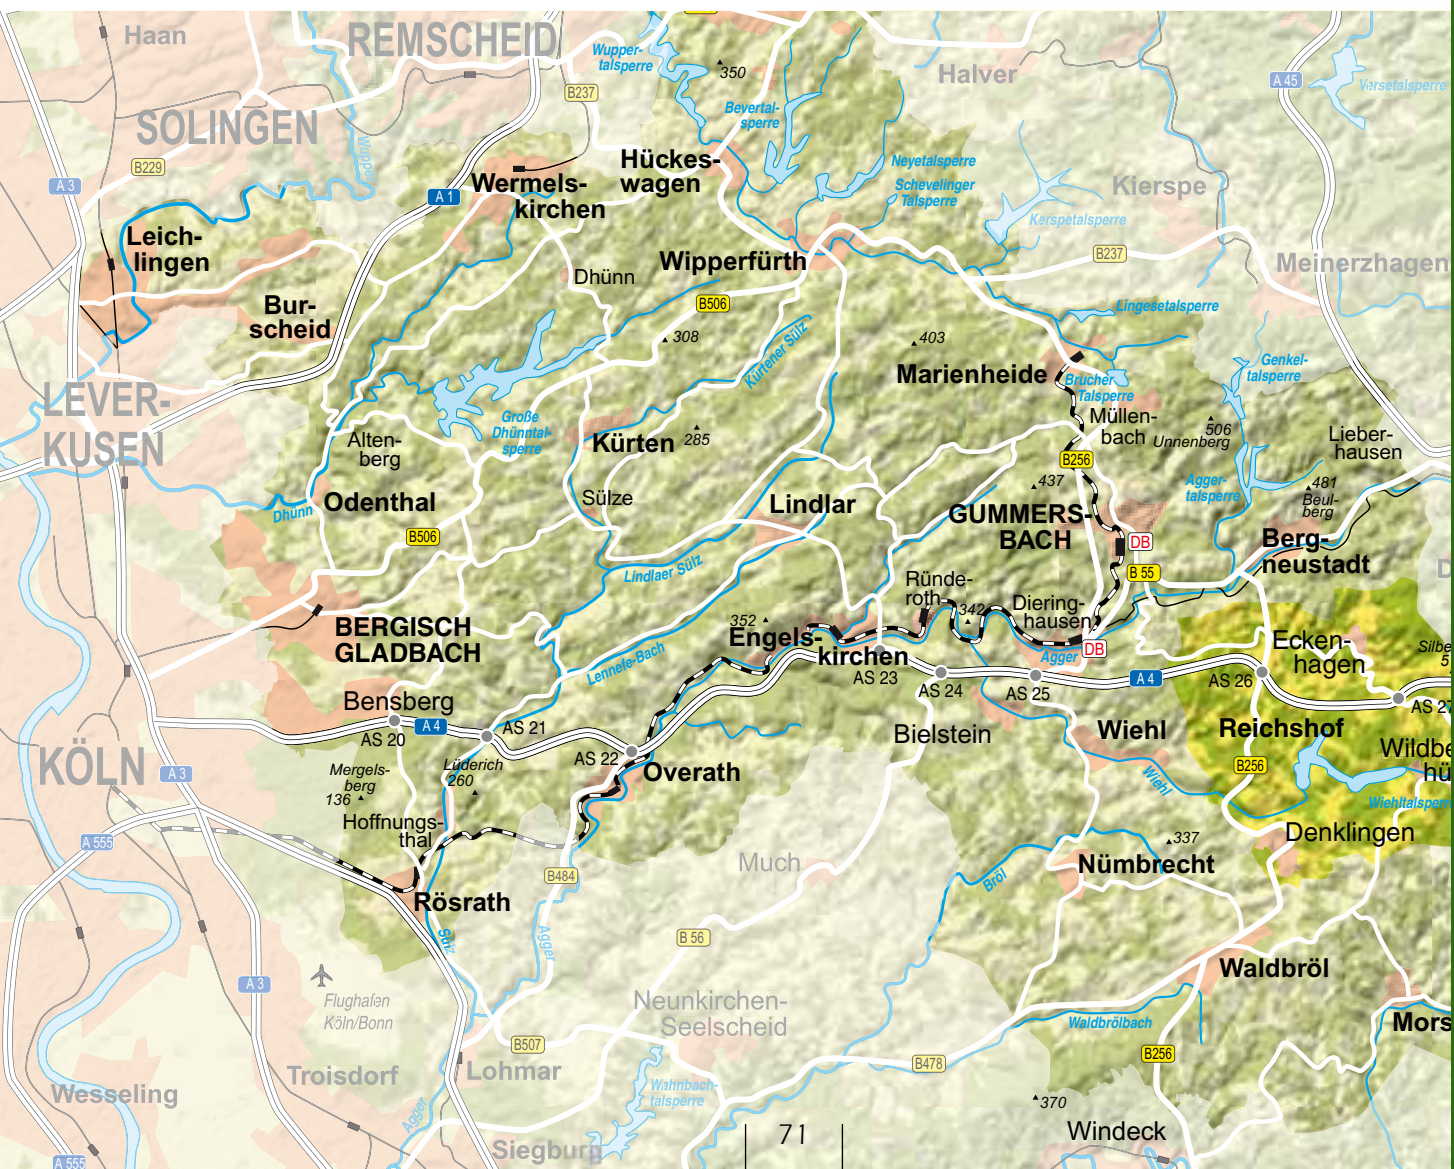 Haan
REMSCHEID
Wupper-
talsperre
350
Halver
A 45
Versetalsperre
B237
Bevertal-
sperre
SOLINGEN
Wupper
B229
A 3
A 1
Wermels-
kirchen
Hückes-
wagen
Neyetalsperre
Schevelinger
Talsperre
Kierspe
Kerspetalsperre
Leich-
lingen
Wipperfürth
B237
Meinerzhagen
Dhünn
Bur-
scheid
B506
Lingesetalsperre
308
403
Kürtener Sülz
Marienheide
Genkel-
talsperre
Brucher
Talsperre
LEVER-
KUSEN
Große
Dhünntal-
sperre
Alten-
berg
Kürten
285
Müllen-
bach
506
Unnenberg
Lieber-
hausen
B256
Odenthal
Dhünn
Sülze
Lindlar
437
Agger-
talsperre
481
Beul-
berg
GUMMERS-
BACH
B506
DB
Berg-
neustadt
Lindlaer Sülz
B 55
Ründe-
roth
342
Diering-
hausen
352
BERGISCH
GLADBACH
Engels-
kirchen
Lennefe-Bach
Agger
DB
Ecken-
hagen
Silbe
5
AS 23
AS 24
AS 25
A 4
AS 26
AS 27
Bensberg
A 4
AS 20
AS 21
AS 22
Bielstein
Wiehl
Reichshof
KÖLN
A 3
Mergels-
berg
136
Lüderich
260
Overath
B256
Wildbe
hü
Wiehl
Wiehltalsperre
Hoffnungs-
thal
A 555
Denklingen
337
Much
Nümbrecht
B484
Bröl
Rösrath
Sülz
Agger
B 56
Waldbröl
A 3
Flughafen
Köln/Bonn
Neunkirchen-
Seelscheid
Waldbrölbach
Mors
B507
B478
B256
Lohmar
Troisdorf
Wesseling
Wahnbach-
talsperre
Agger
370
71
Windeck
Siegburg
A 555